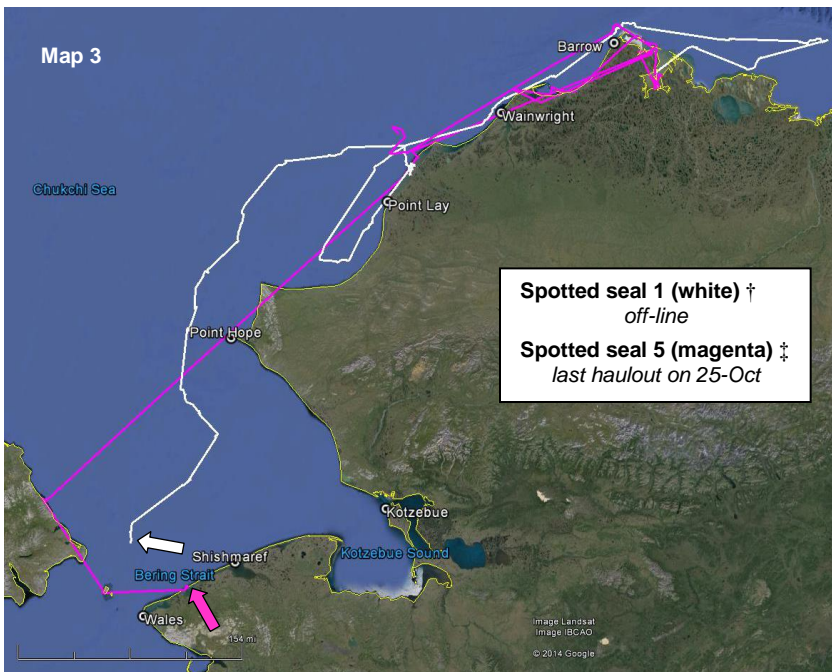 Map 3
Barrow
Wainwright
Chukchi Sea
Point Lay
Spotted seal 1 (white) †
off-line
Spotted seal 5 (magenta) ‡
last haulout on 25-Oct
Point Hope
Kotzebue
Shishmaref
Kotzebue Sound
Bering Strait
Wales
154 mi
Image Landsat
Image IBCAO
© 2014 Google